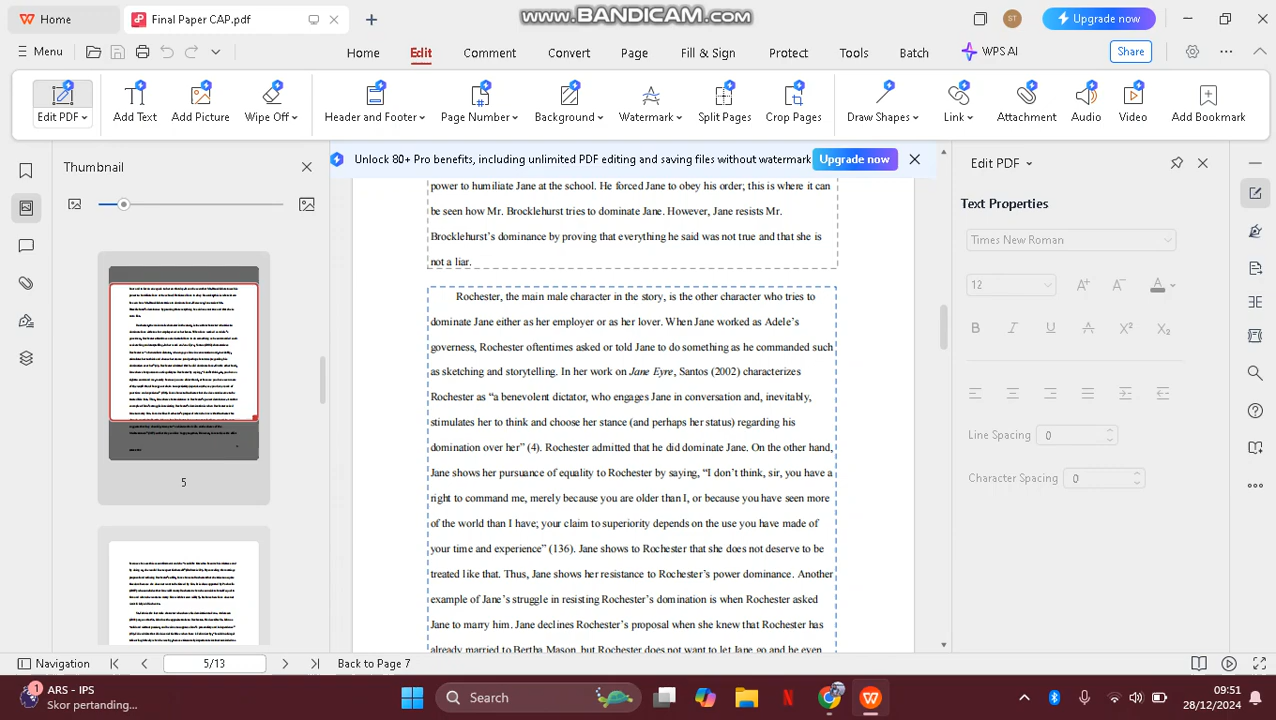 www.BANDICAM.com
Home
Final Paper CAP.pdf
ST
Upgrade now
Menu
Home
Edit
Comment
Convert
Page
Fill & Sign
Protect
Tools
Batch
WPS AI
Share
Edit PDF
Add Text
Add Picture
Wipe Off
Header and Footer
Page Number
Background
Watermark
Split Pages
Crop Pages
Draw Shapes
Link
Attachment
Audio
Video
Add Bookmark
Thumbnail
Unlock 80+ Pro benefits, including unlimited PDF editing and saving files without watermark
Upgrade now
Edit PDF
Text Properties
Times New Roman
12
Line Spacing
0
Character Spacing
0
power to humiliate Jane at the school. He forced Jane to obey his order; this is where it can
be seen how Mr. Brocklehurst tries to dominate Jane. However, Jane resists Mr.
Brocklehurst's dominance by proving that everything he said was not true and that she is
not a liar.
Rochester, the main male character in the story, is the other character who tries to
dominate Jane either as her employer or as her lover. When Jane worked as Adele's
governess, Rochester oftentimes asked or told Jane to do something as he commanded such
as sketching and storytelling. In her work on Jane Eyre, Santos (2002) characterizes
Rochester as "a benevolent dictator, who engages Jane in conversation and, inevitably,
stimulates her to think and choose her stance (and perhaps her status) regarding his
domination over her" (4). Rochester admitted that he did dominate Jane. On the other hand,
Jane shows her pursuance of equality to Rochester by saying, "I don't think, sir, you have a
right to command me, merely because you are older than I, or because you have seen more
of the world than I have; your claim to superiority depends on the use you have made of
your time and experience" (136). Jane shows to Rochester that she does not deserve to be
treated like that. Thus, Jane shows her resistance to Rochester's power dominance. Another
example of Jane's struggle in resisting Rochester's domination is when Rochester asked
Jane to marry him. Jane declines Rochester's proposal when she knew that Rochester has
already married to Bertha Mason, but Rochester does not want to let Jane go and he even
5
Navigation
5/13
Back to Page 7
ARS - IPS
Skor pertanding...
Search
09:51
28/12/2024